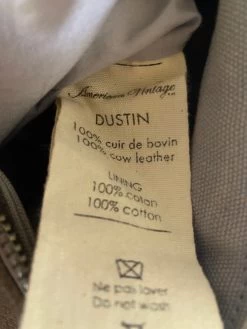 American Vintage
DUSTIN
100% cuir de bovin
100% cow leather
LINING
100% coton
100% cotton
Ne pas laver
Do not wash